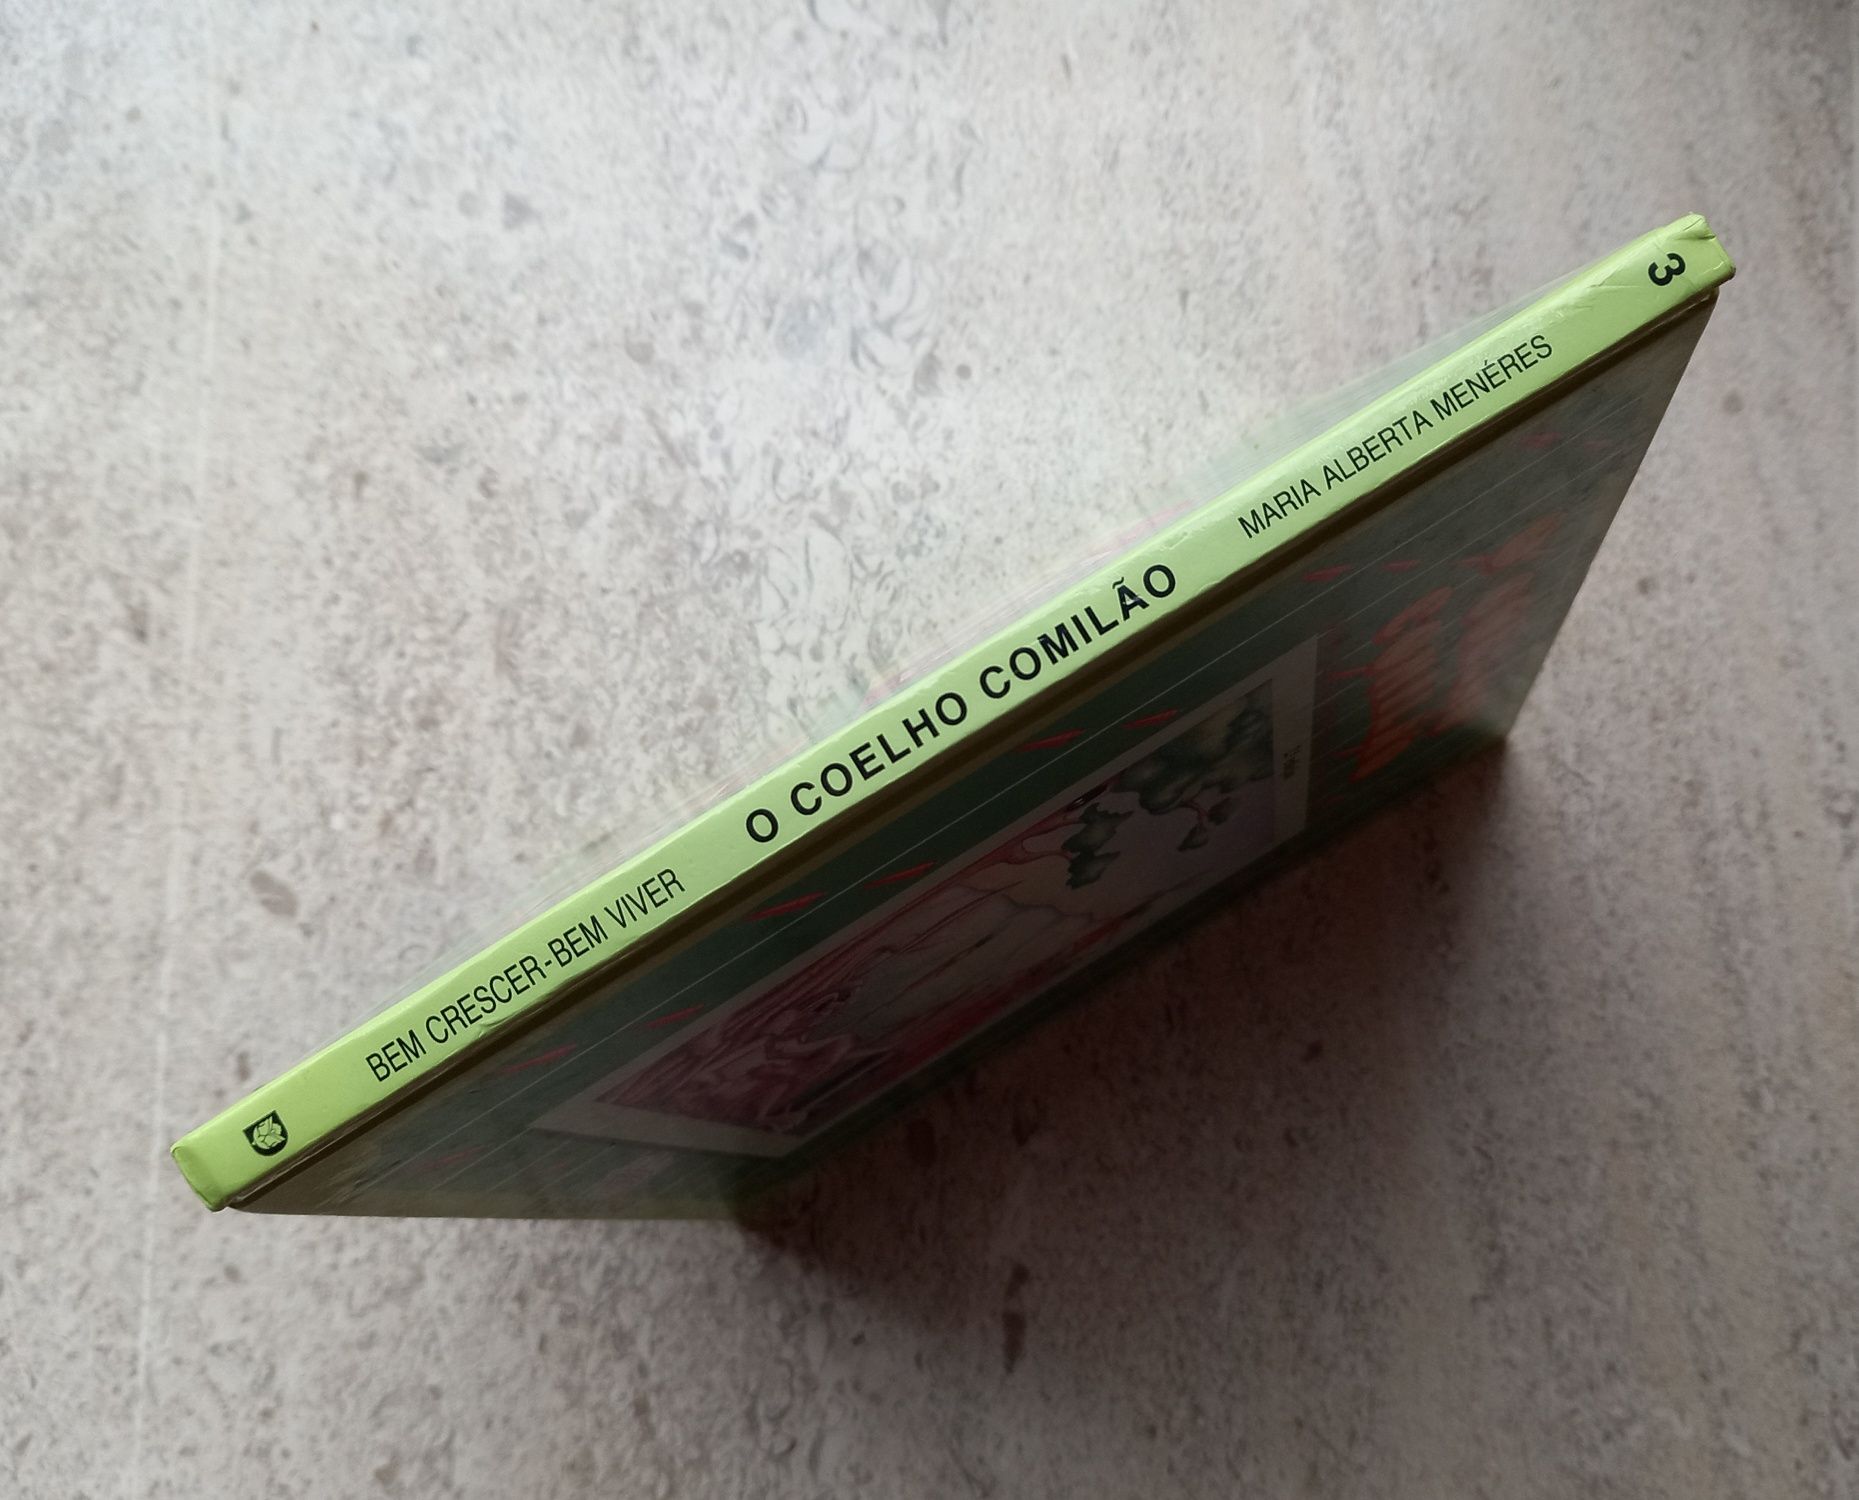 BEM CRESCER-BEM VIVER
O COELHO COMILÃO
MARIA ALBERTA MENÉRES
3